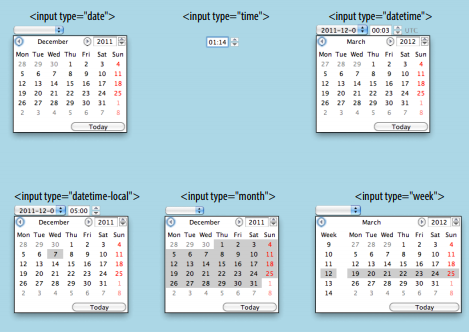 <input type="date">
December 2011
Mon Tue Wed Thu Fri Sat Sun
28 29 30 1 2 3 4
5 6 7 8 9 10 11
12 13 14 15 16 17 18
19 20 21 22 23 24 25
26 27 28 29 30 31 1
2 3 4 5 6 7 8
Today
<input type="time">
01:14
<input type="datetime">
2011-12-0 00:03 UTC
March 2012
Mon Tue Wed Thu Fri Sat Sun
27 28 29 1 2 3 4
5 6 7 8 9 10 11
12 13 14 15 16 17 18
19 20 21 22 23 24 25
26 27 28 29 30 31 1
2 3 4 5 6 7 8
Today
<input type="datetime-local">
2011-12-0 05:00
December 2011
Mon Tue Wed Thu Fri Sat Sun
28 29 30 1 2 3 4
5 6 7 8 9 10 11
12 13 14 15 16 17 18
19 20 21 22 23 24 25
26 27 28 29 30 31 1
2 3 4 5 6 7 8
Today
<input type="month">
December 2011
Mon Tue Wed Thu Fri Sat Sun
28 29 30 1 2 3 4
5 6 7 8 9 10 11
12 13 14 15 16 17 18
19 20 21 22 23 24 25
26 27 28 29 30 31 1
2 3 4 5 6 7 8
Today
<input type="week">
March 2012
Week Mon Tue Wed Thu Fri Sat Sun
9 27 28 29 1 2 3 4
10 5 6 7 8 9 10 11
11 12 13 14 15 16 17 18
12 19 20 21 22 23 24 25
13 26 27 28 29 30 31 1
14 2 3 4 5 6 7 8
Today